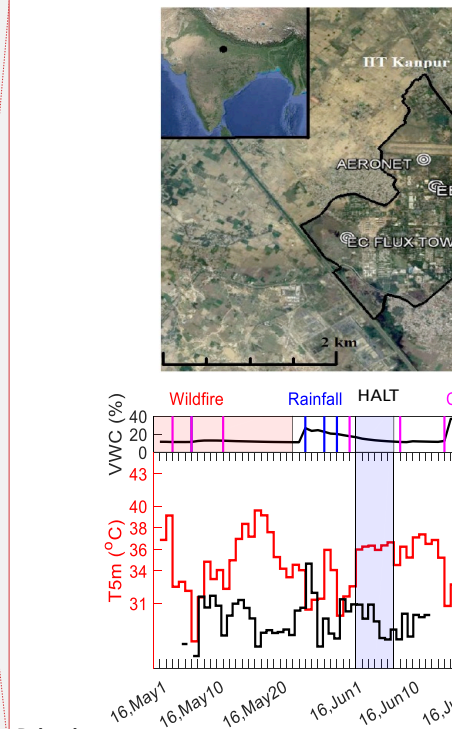 IIT Kanpur
AERONET
EC FLUX TOW
2 km
Wildfire Rainfall HALT
VWC (%)
40
20
0
T5m (°C)
43
40
38
36
34
31
16,May1 16,May10 16,May20 16,Jun1 16,Jun10